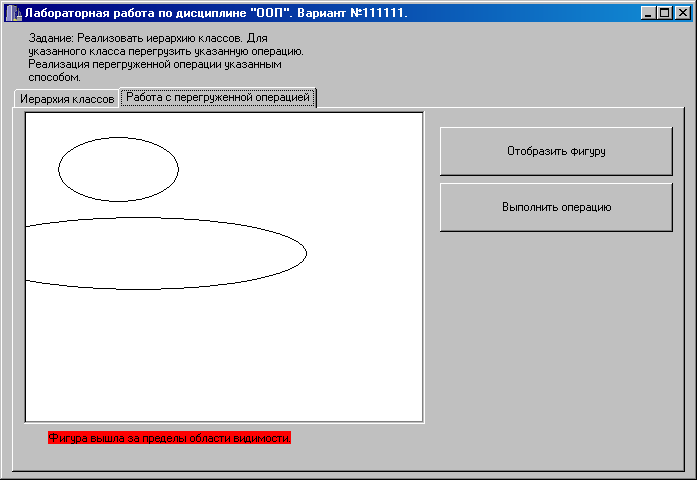 Лабораторная работа по дисциплине "ООП". Вариант №111111.
Задание: Реализовать иерархию классов. Для
указанного класса перегрузить указанную операцию.
Реализация перегруженной операции указанным
способом.
Иерархия классов
Работа с перегруженной операцией
Отобразить фигуру
Выполнить операцию
Фигура вышла за пределы области видимости.